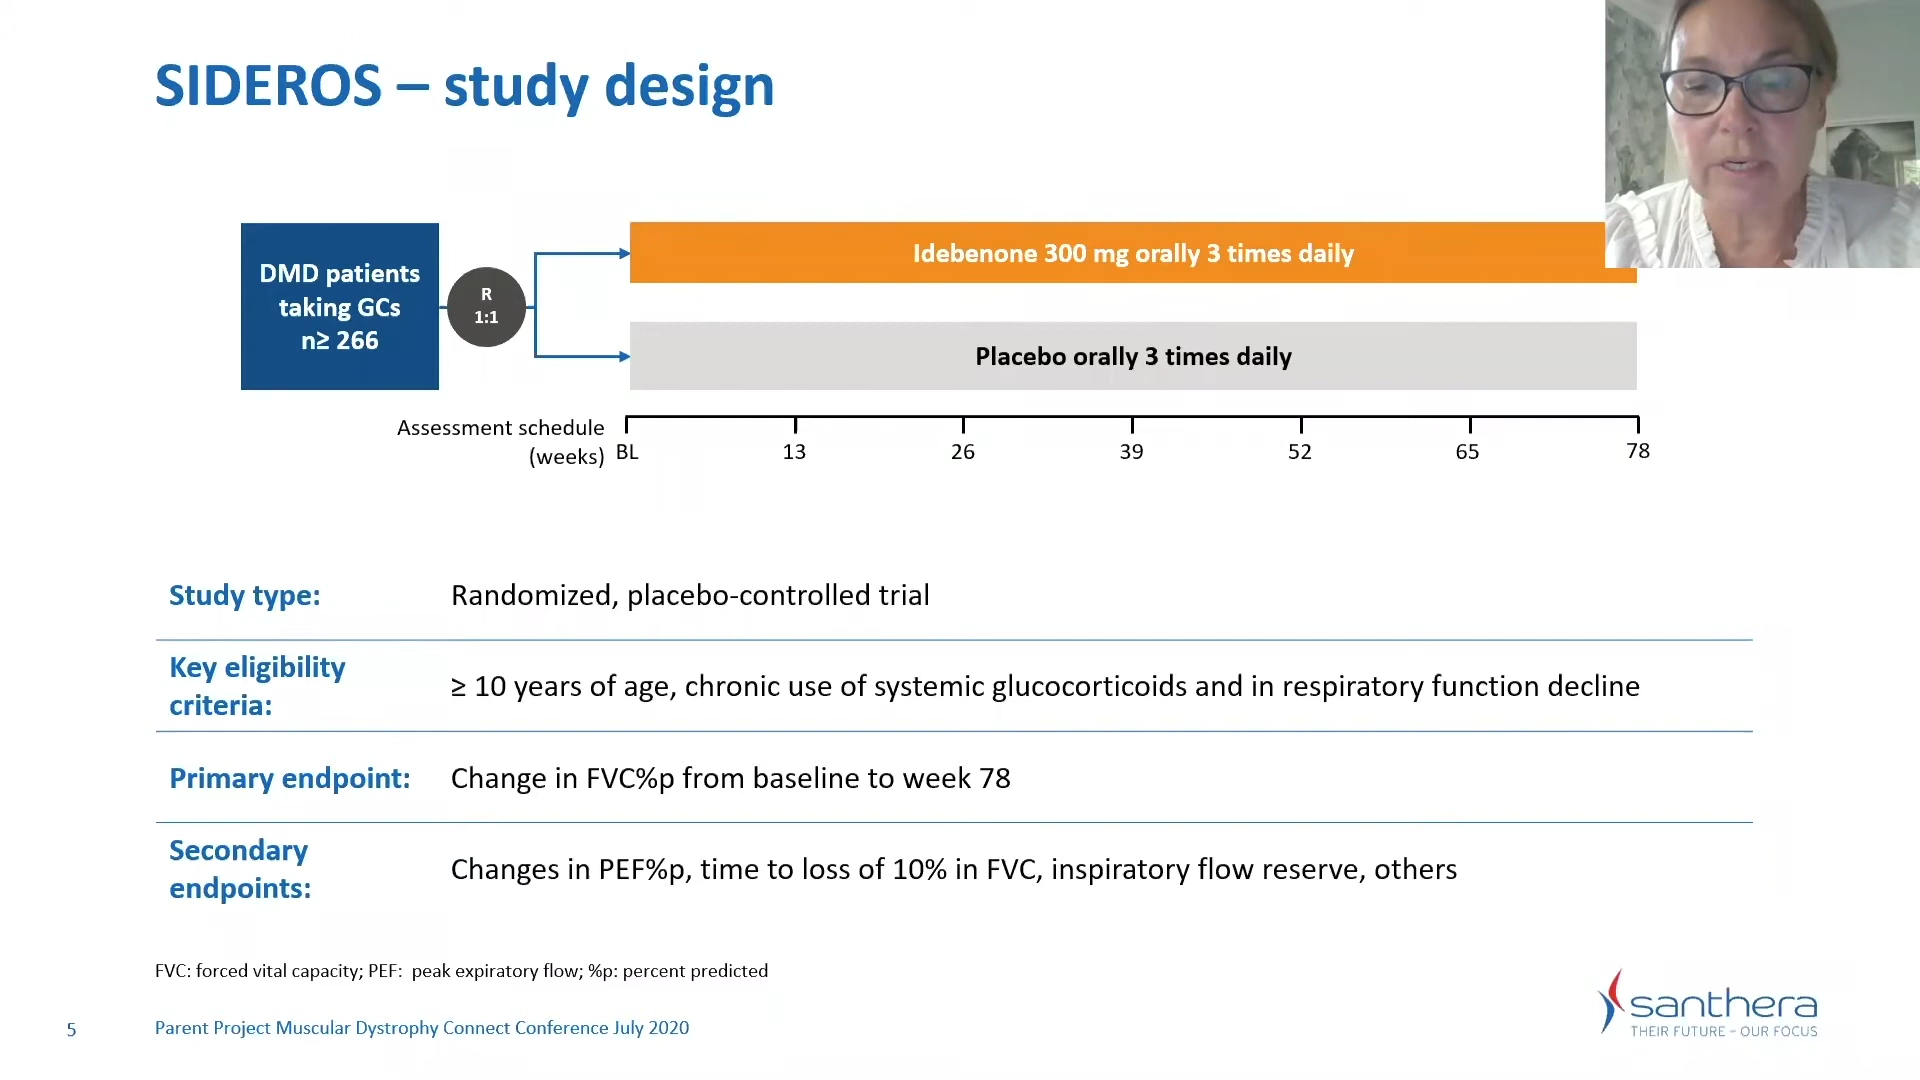 SIDEROS – study design
DMD patients
taking GCs
n≥ 266
R
1:1
Idebenone 300 mg orally 3 times daily
Placebo orally 3 times daily
Assessment schedule
(weeks)
BL 13 26 39 52 65 78
Study type: Randomized, placebo-controlled trial
Key eligibility
criteria:
≥ 10 years of age, chronic use of systemic glucocorticoids and in respiratory function decline
Primary endpoint: Change in FVC%p from baseline to week 78
Secondary
endpoints:
Changes in PEF%p, time to loss of 10% in FVC, inspiratory flow reserve, others
FVC: forced vital capacity; PEF: peak expiratory flow; %p: percent predicted
5 Parent Project Muscular Dystrophy Connect Conference July 2020
santhera
THEIR FUTURE – OUR FOCUS